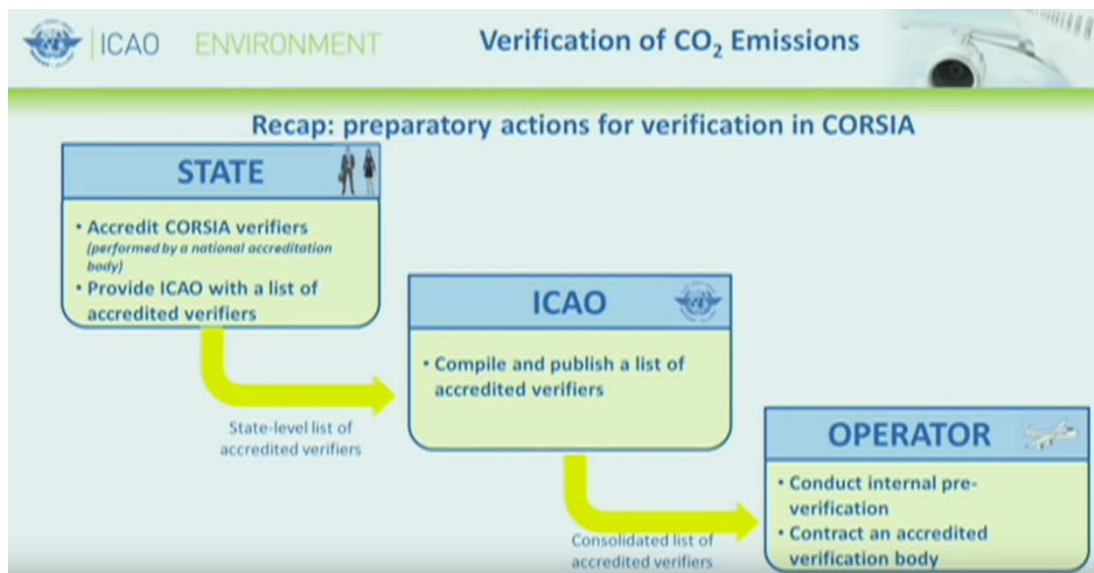 ICAO ENVIRONMENT
Verification of CO₂ Emissions
Recap: preparatory actions for verification in CORSIA
STATE
• Accredit CORSIA verifiers
(performed by a national accreditation
body)
• Provide ICAO with a list of
accredited verifiers
State-level list of
accredited verifiers
ICAO
• Compile and publish a list of
accredited verifiers
Consolidated list of
accredited verifiers
OPERATOR
• Conduct internal pre-
verification
• Contract an accredited
verification body